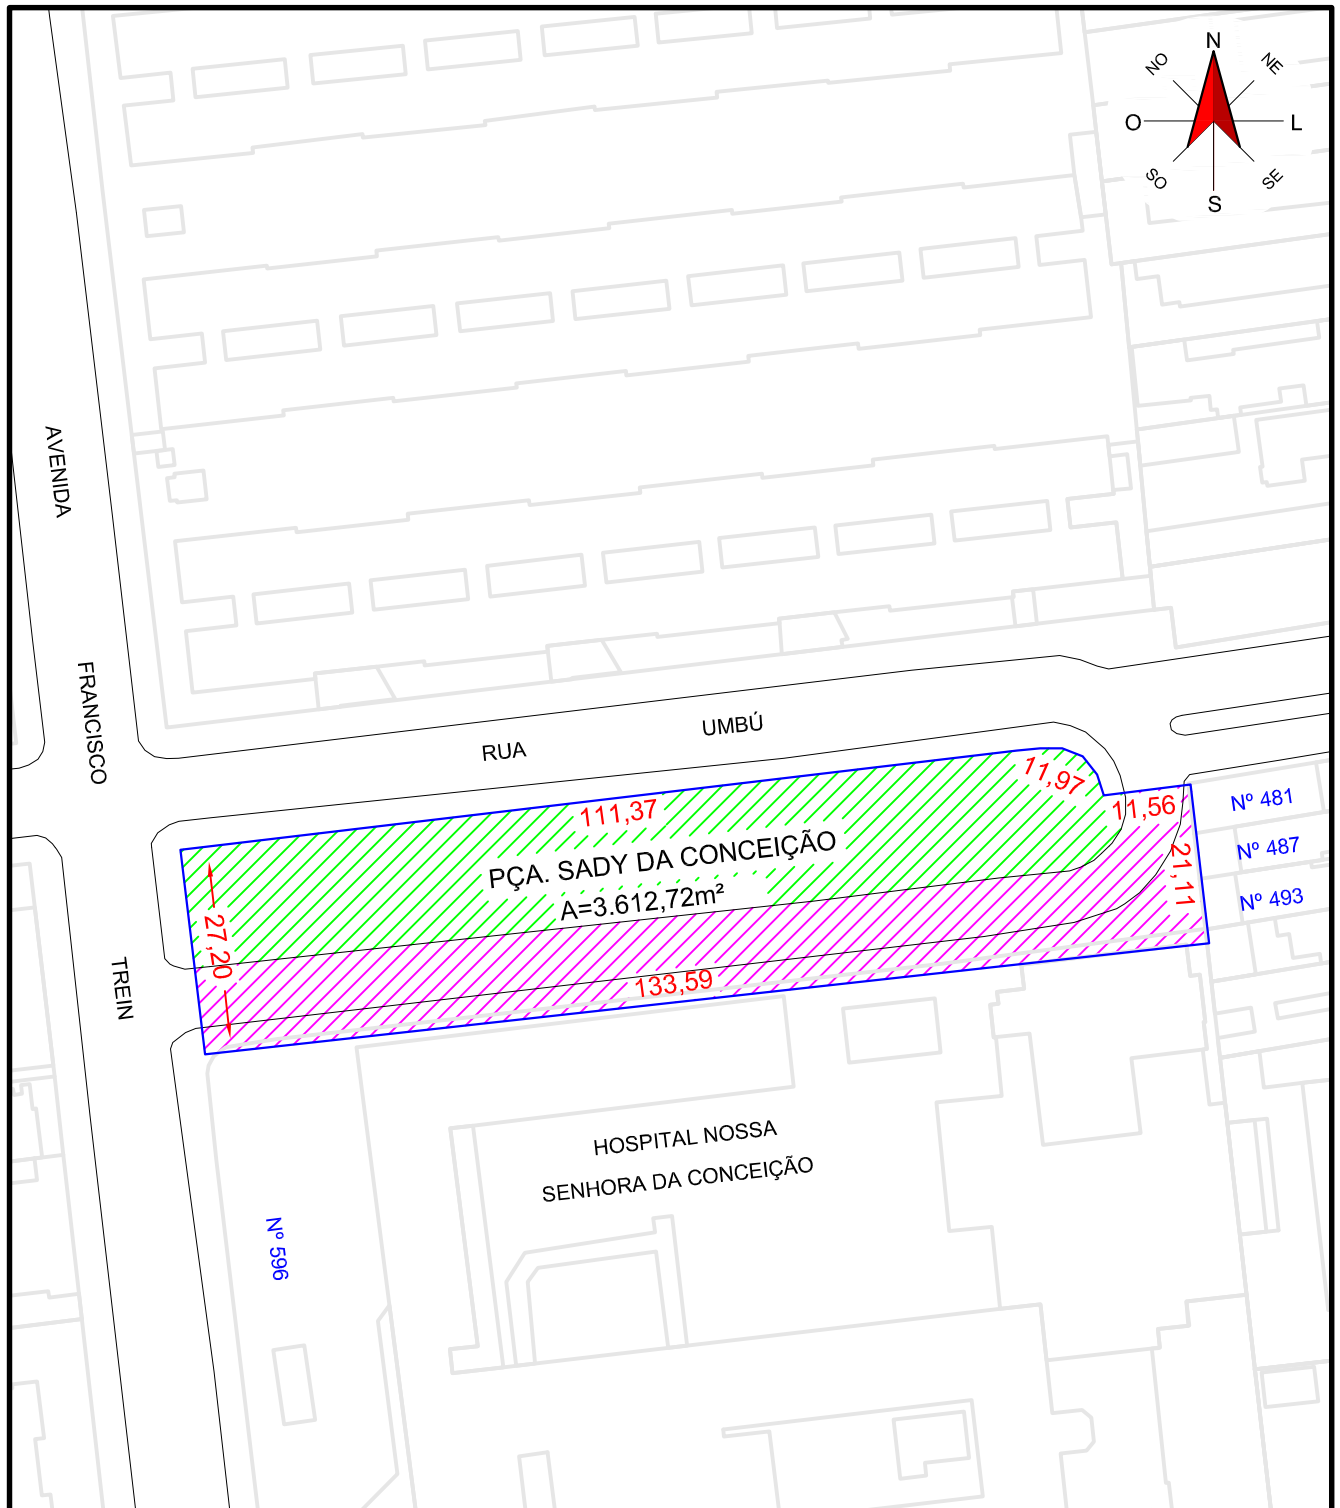 N
NO
NE
O
L
SO
SE
S
AVENIDA
FRANCISCO
TREIN
RUA
UMBÚ
11,97
111,37
11,56
Nº 481
PÇA. SADY DA CONCEIÇÃO
Nº 487
A=3.612,72m²
21,11
Nº 493
27,20
133,59
HOSPITAL NOSSA
SENHORA DA CONCEIÇÃO
Nº 596